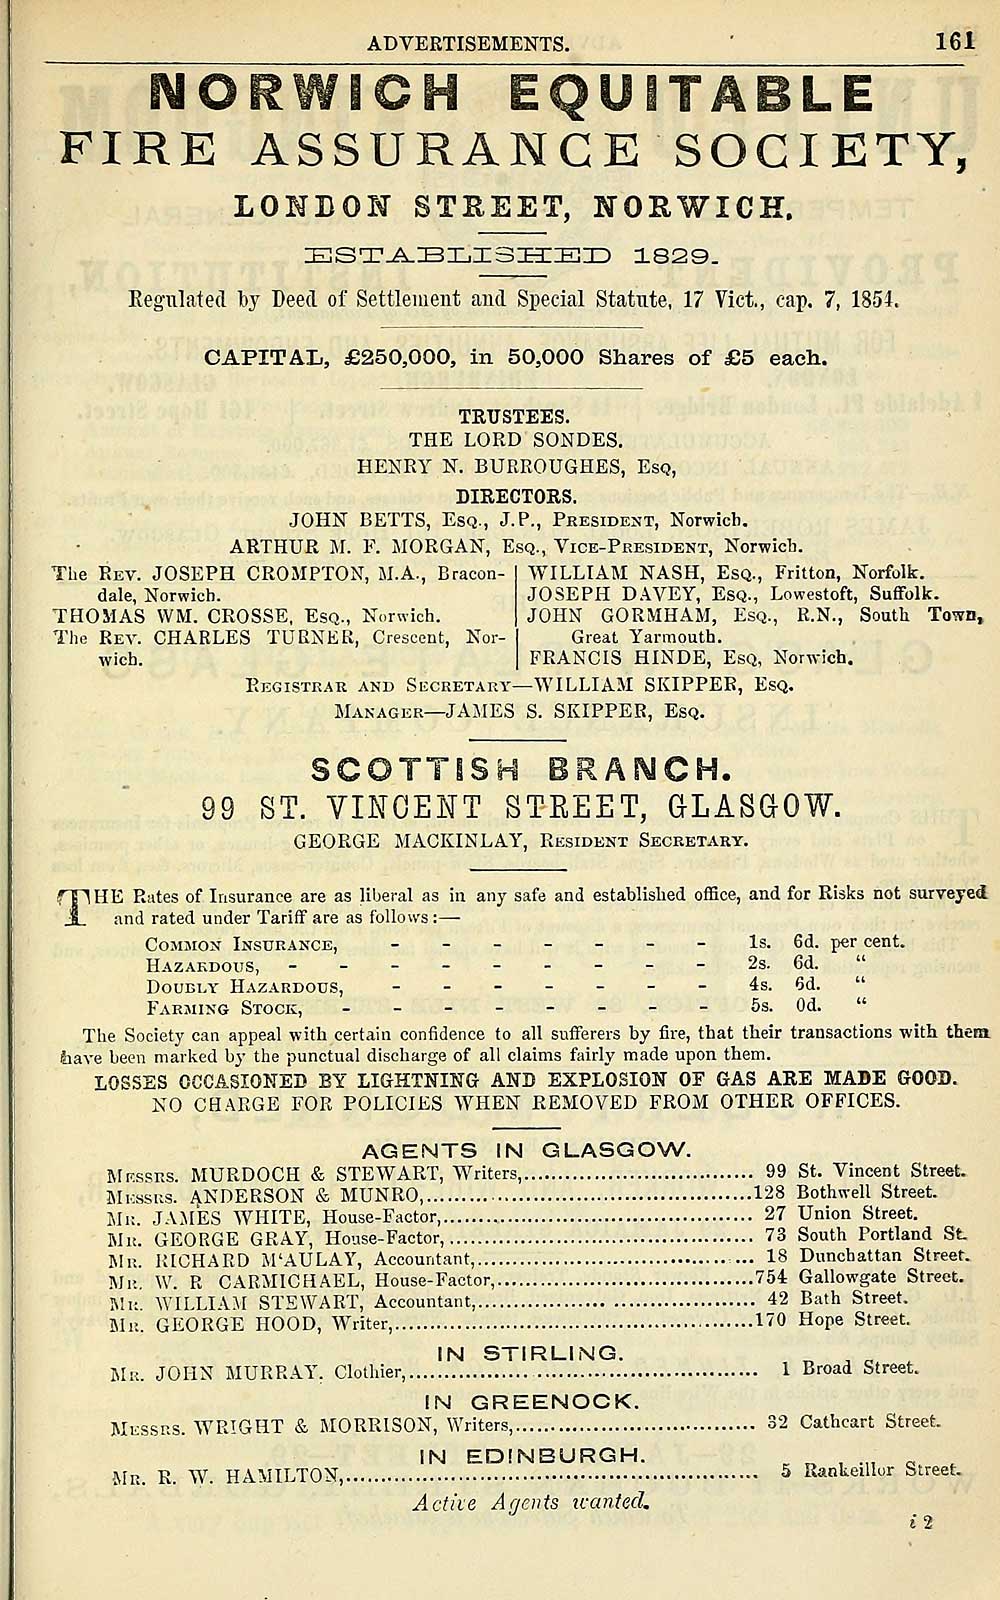 ADVERTISEMENTS. 161
NORWICH EQUITABLE
FIRE ASSURANCE SOCIETY,
LONDON STREET, NORWICH.
ESTABLISHED 1829.
Regulated by Deed of Settlement and Special Statute, 17 Vict., cap. 7, 1854.
CAPITAL, £250,000, in 50,000 Shares of £5 each.
TRUSTEES.
THE LORD SONDES.
HENRY N. BURROUGHES, ESQ,
DIRECTORS.
JOHN BETTS, ESQ., J.P., PRESIDENT, Norwich.
ARTHUR M. F. MORGAN, ESQ., VICE-PRESIDENT, Norwich.
The REV. JOSEPH CROMPTON, M.A., Bracon-
dale, Norwich.
THOMAS WM. CROSSE, ESQ., Norwich.
The REV. CHARLES TURNER, Crescent, Nor-
wich.
WILLIAM NASH, ESQ., Fritton, Norfolk.
JOSEPH DAVEY, ESQ., Lowestoft, Suffolk.
JOHN GORMHAM, ESQ., R.N., South Town,
Great Yarmouth.
FRANCIS HINDE, ESQ, Norwich.
REGISTRAR AND SECRETARY—WILLIAM SKIPPER, ESQ.
MANAGER—JAMES S. SKIPPER, ESQ.
SCOTTISH BRANCH.
99 ST. VINCENT STREET, GLASGOW.
GEORGE MACKINLAY, RESIDENT SECRETARY.
THE Rates of Insurance are as liberal as in any safe and established office, and for Risks not surveyed
and rated under Tariff are as follows:—
COMMON INSURANCE, - - - - - - - 1s. 6d. per cent.
HAZARDOUS, - - - - - - - - - 2s. 6d. “
DOUBLY HAZARDOUS, - - - - - - - 4s. 6d. “
FARMING STOCK, - - - - - - - - 5s. 0d. “
The Society can appeal with certain confidence to all sufferers by fire, that their transactions with them
have been marked by the punctual discharge of all claims fairly made upon them.
LOSSES OCCASIONED BY LIGHTNING AND EXPLOSION OF GAS ARE MADE GOOD.
NO CHARGE FOR POLICIES WHEN REMOVED FROM OTHER OFFICES.
AGENTS IN GLASGOW.
MESSRS. MURDOCH & STEWART, Writers,........ 99 St. Vincent Street.
MESSRS. ANDERSON & MUNRO,........128 Bothwell Street.
MR. JAMES WHITE, House-Factor,........ 27 Union Street.
MR. GEORGE GRAY, House-Factor,........ 73 South Portland St.
MR. RICHARD M‘AULAY, Accountant,........ 18 Dunchattan Street.
MR. W. R CARMICHAEL, House-Factor,........754 Gallowgate Street.
MR. WILLIAM STEWART, Accountant,........ 42 Bath Street.
MR. GEORGE HOOD, Writer,........170 Hope Street.
IN STIRLING.
MR. JOHN MURRAY. Clothier,........ 1 Broad Street.
IN GREENOCK.
MESSRS. WRIGHT & MORRISON, Writers,........ 32 Cathcart Street.
IN EDINBURGH.
MR. R. W. HAMILTON,........ 5 Rankeillor Street.
Active Agents wanted.
i 2